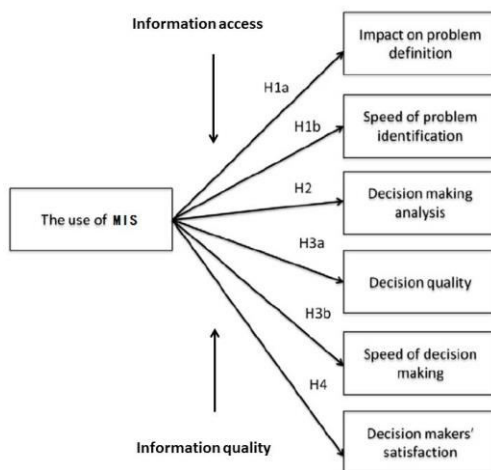 Information access
Impact on problem
definition
H1a
Speed of problem
identification
H1b
H2
Decision making
analysis
The use of MIS
H3a
Decision quality
H3b
Speed of decision
making
H4
Decision makers'
satisfaction
Information quality